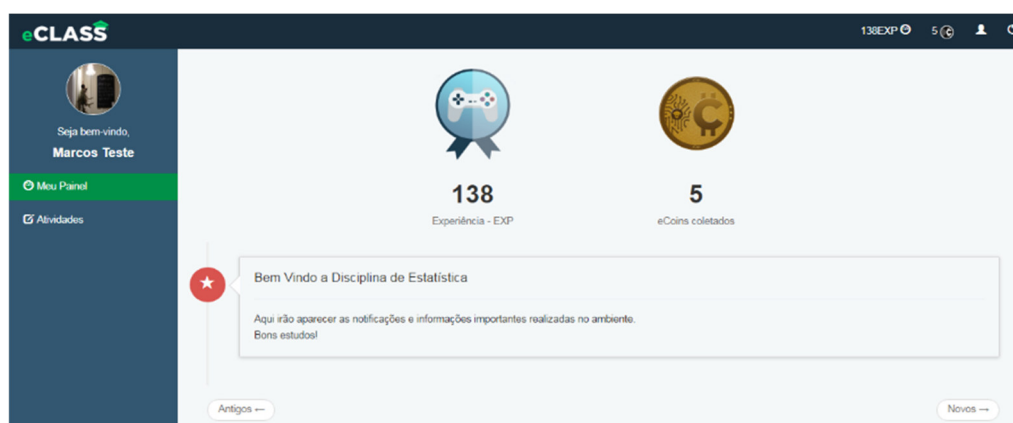 eCLASS
138EXP
5
Seja bem-vindo,
Marcos Teste
Meu Painel
Atividades
138
Experiência - EXP
5
eCoins coletados
Bem Vindo a Disciplina de Estatística
Aqui irão aparecer as notificações e informações importantes realizadas no ambiente.
Bons estudos!
Antigos ←
Novos →